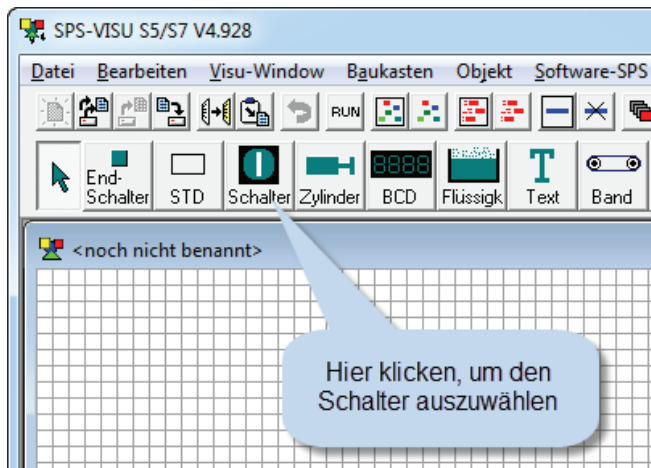 SPS-VISU S5/S7 V4.928
Datei Bearbeiten Visu-Window Baukasten Objekt Software-SPS
RUN
End-
Schalter STD Schalter Zylinder BCD Flüssigk Text Band
<noch nicht benannt>
Hier klicken, um den
Schalter auszuwählen